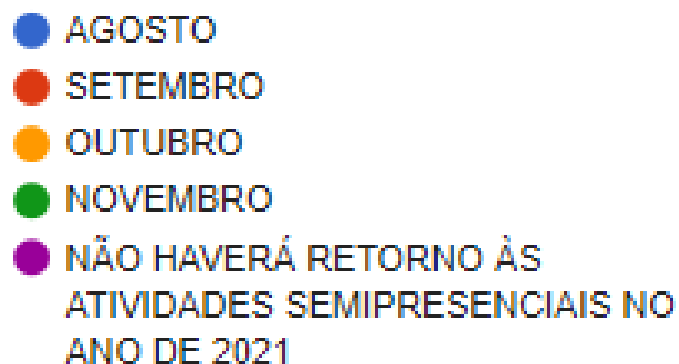 AGOSTO
SETEMBRO
OUTUBRO
NOVEMBRO
NÃO HAVERÁ RETORNO ÀS
ATIVIDADES SEMIPRESENCIAIS NO
ANO DE 2021